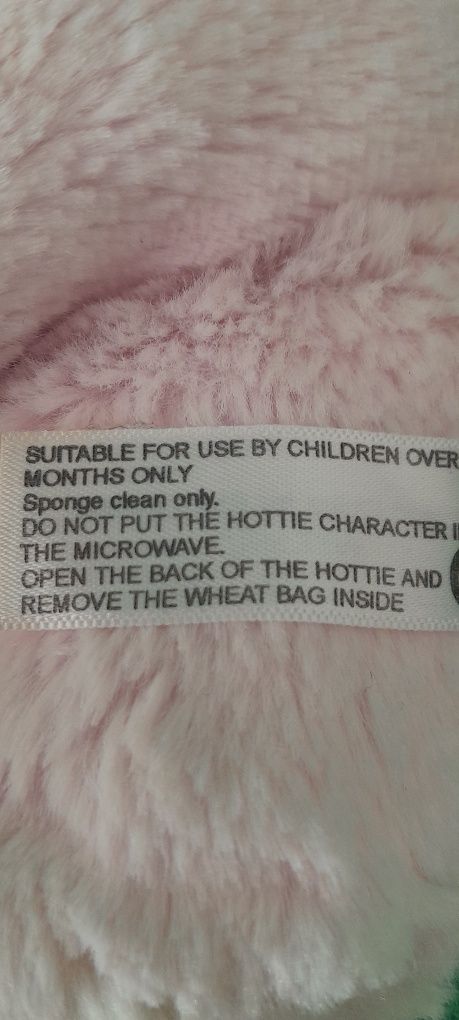 SUITABLE FOR USE BY CHILDREN OVER
MONTHS ONLY
Sponge clean only.
DO NOT PUT THE HOTTIE CHARACTER
THE MICROWAVE.
OPEN THE BACK OF THE HOTTIE AND
REMOVE THE WHEAT BAG INSIDE